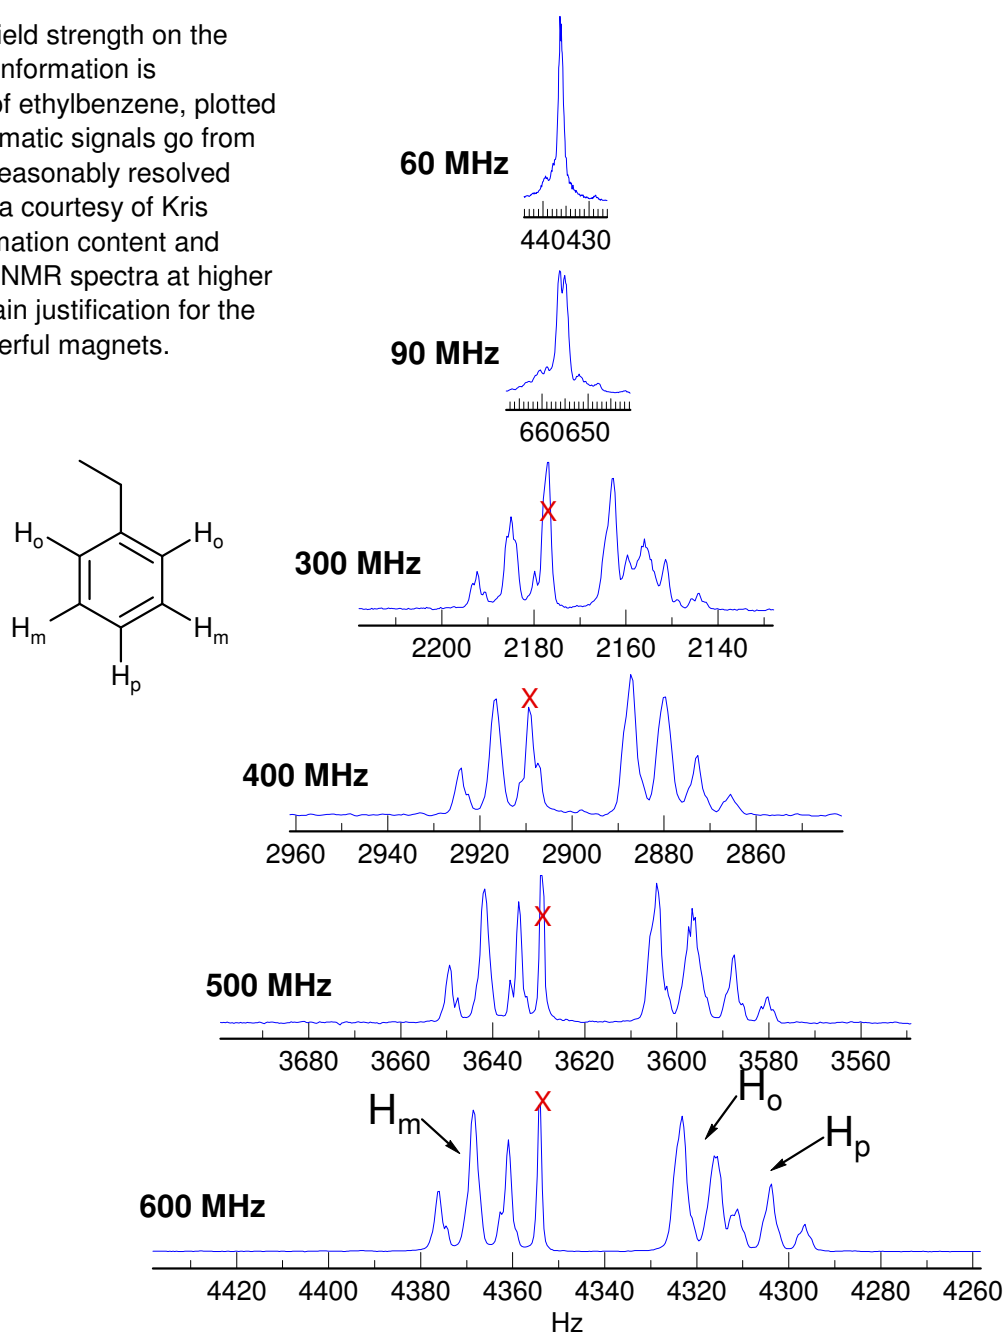 ield strength on the
nformation is
of ethylbenzene, plotted
matic signals go from
easonably resolved
a courtesy of Kris
mation content and
NMR spectra at higher
ain justification for the
erful magnets.
60 MHz
440430
90 MHz
660650
300 MHz
X
2200 2180 2160 2140
Ho Ho
Hm Hm
Hp
400 MHz
X
2960 2940 2920 2900 2880 2860
500 MHz
X
3680 3660 3640 3620 3600 3580 3560
Hm X Ho
Hp
600 MHz
4420 4400 4380 4360 4340 4320 4300 4280 4260
Hz